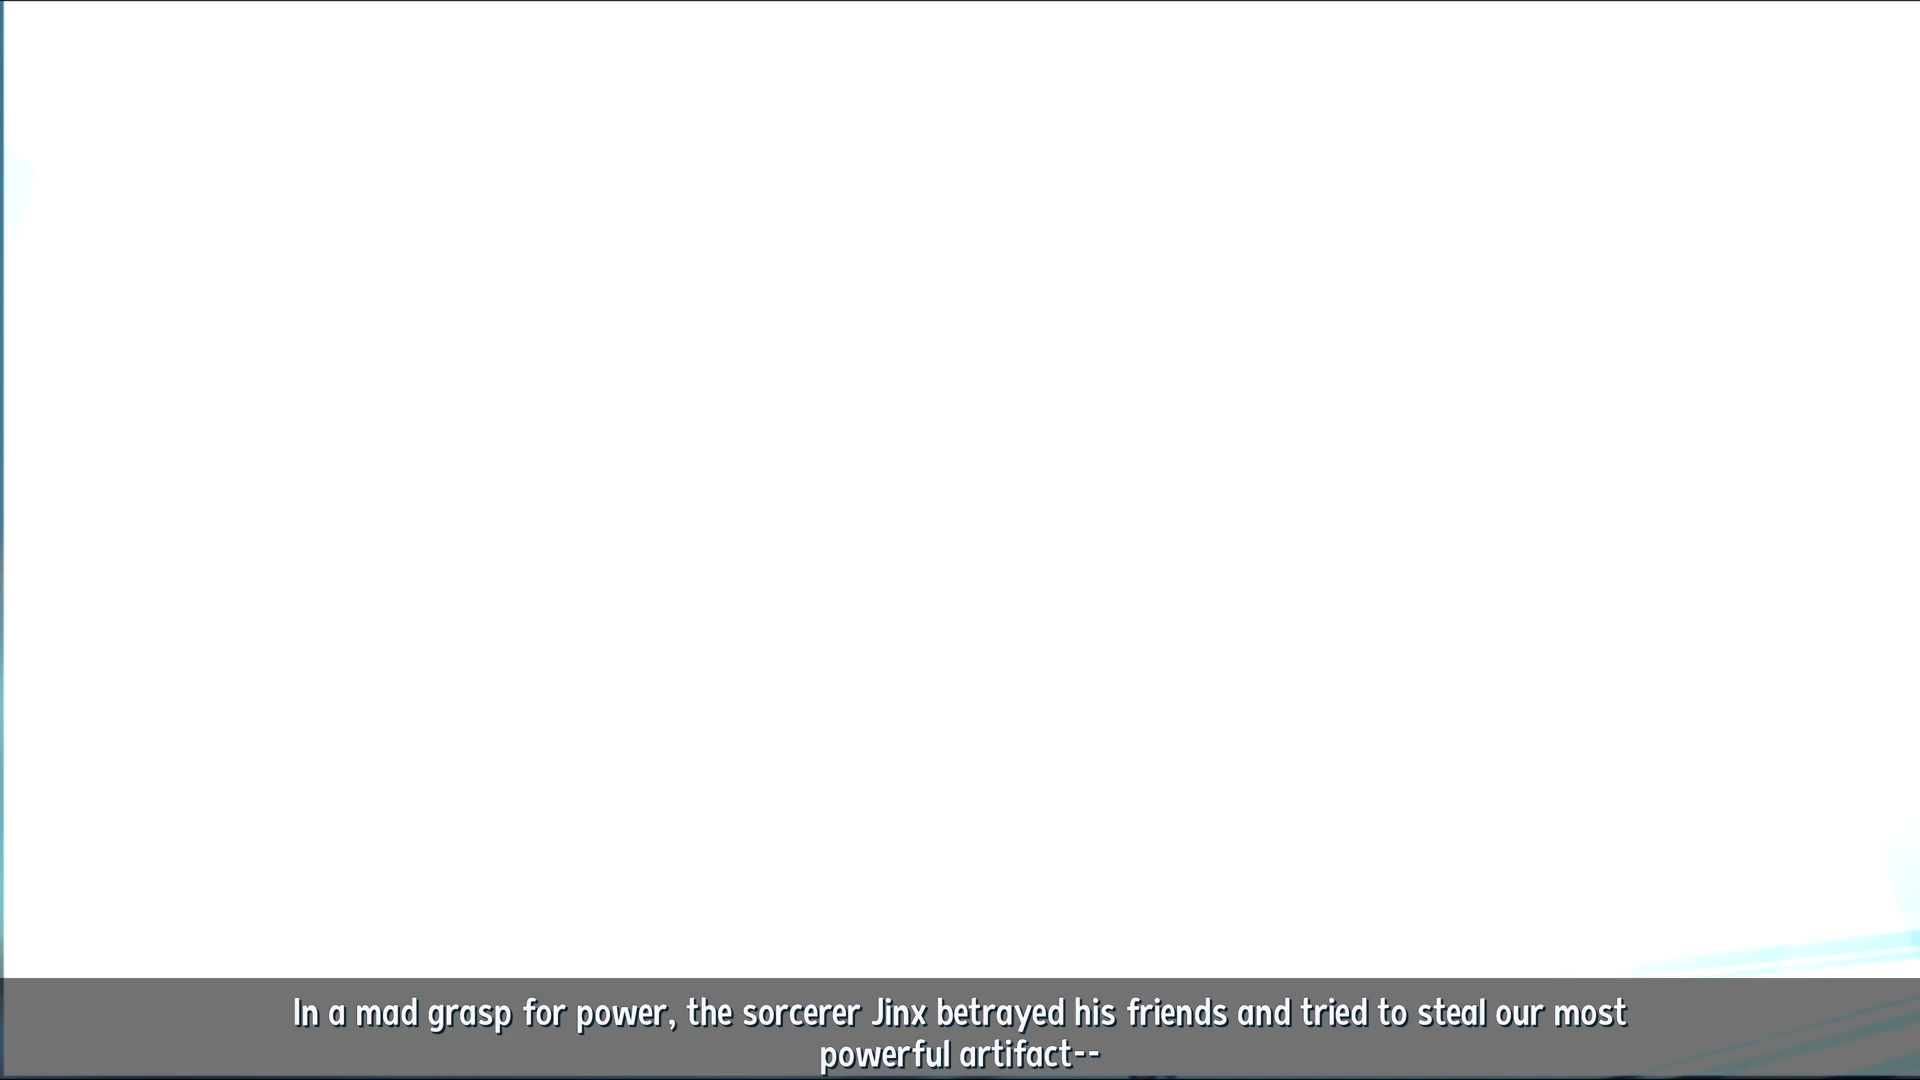 In a mad grasp for power, the sorcerer Jinx betrayed his friends and tried to steal our most
powerful artifact--